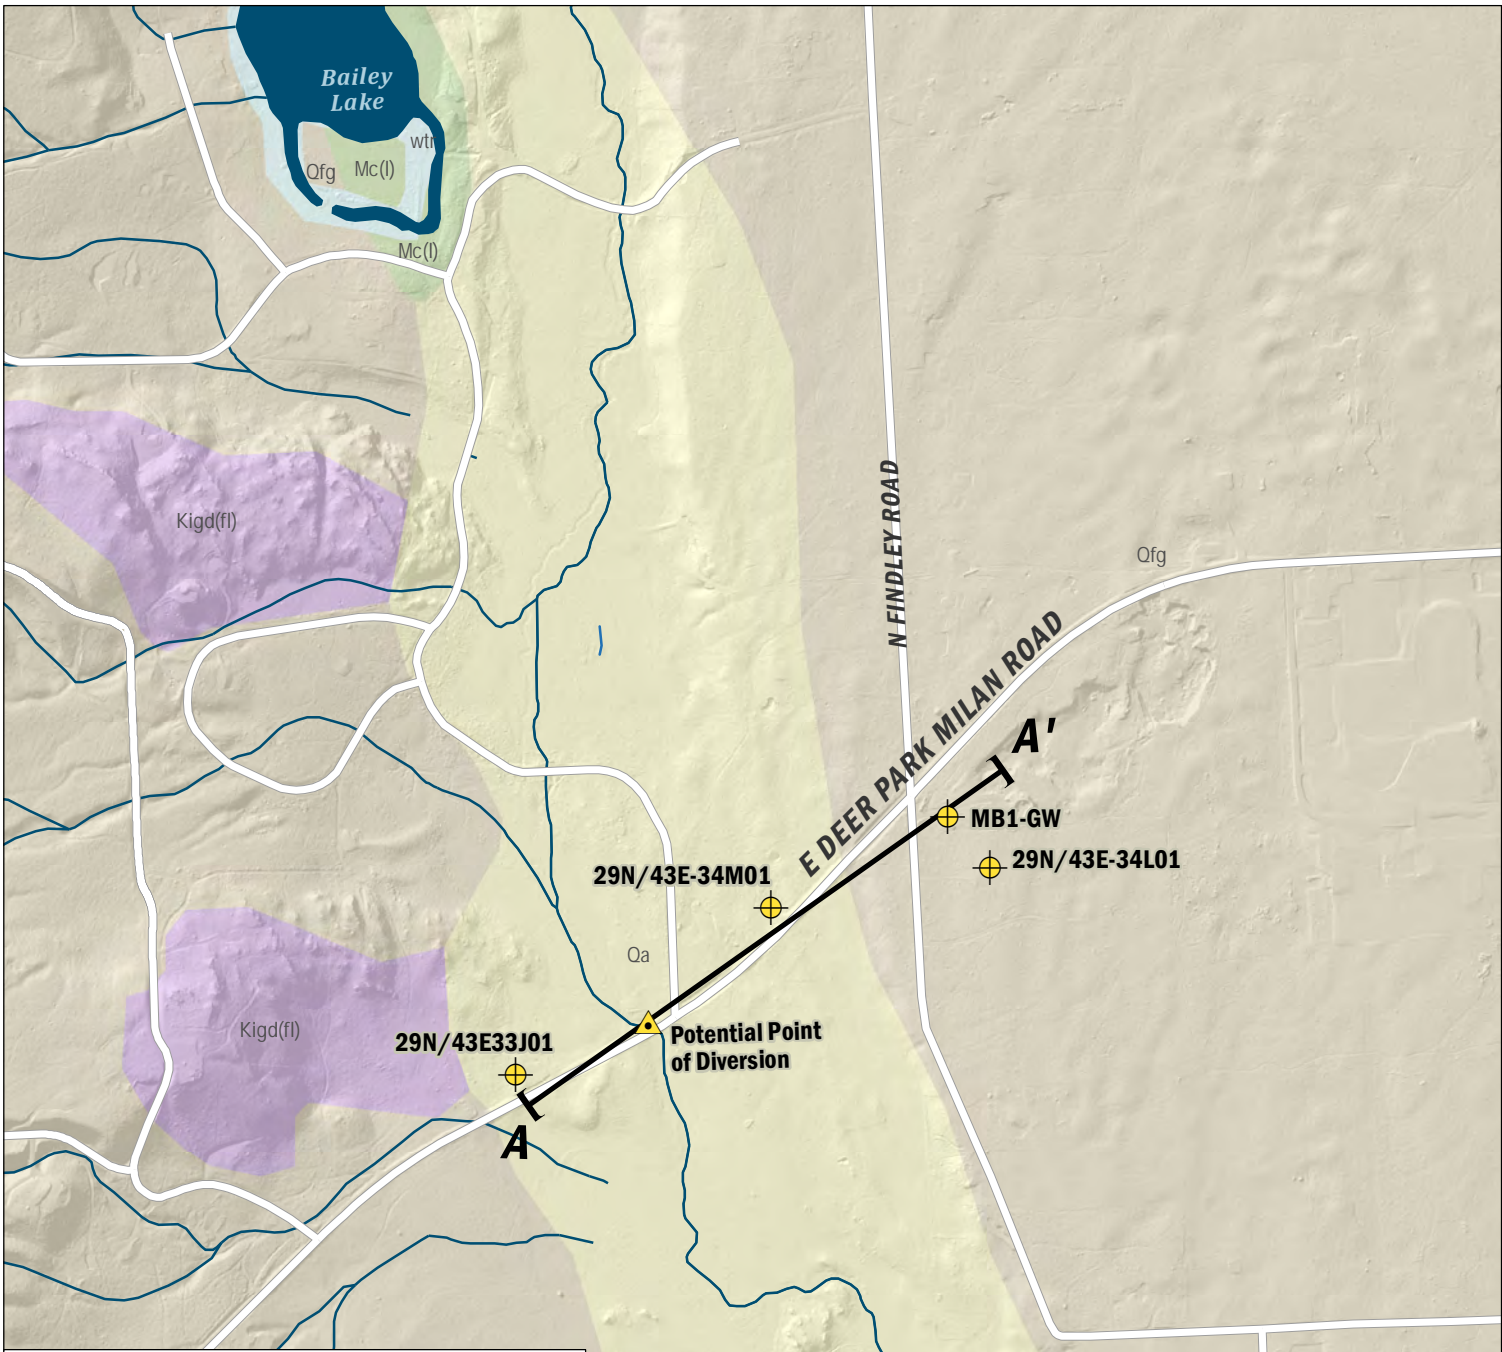 Bailey
Lake
wtr
Qfg
Mc(l)
Mc(l)
Kigd(fl)
N FINDLEY ROAD
Qfg
E DEER PARK MILAN ROAD
A'
MB1-GW
29N/43E-34L01
29N/43E-34M01
Qa
Potential Point
of Diversion
Kigd(fl)
29N/43E33J01
A